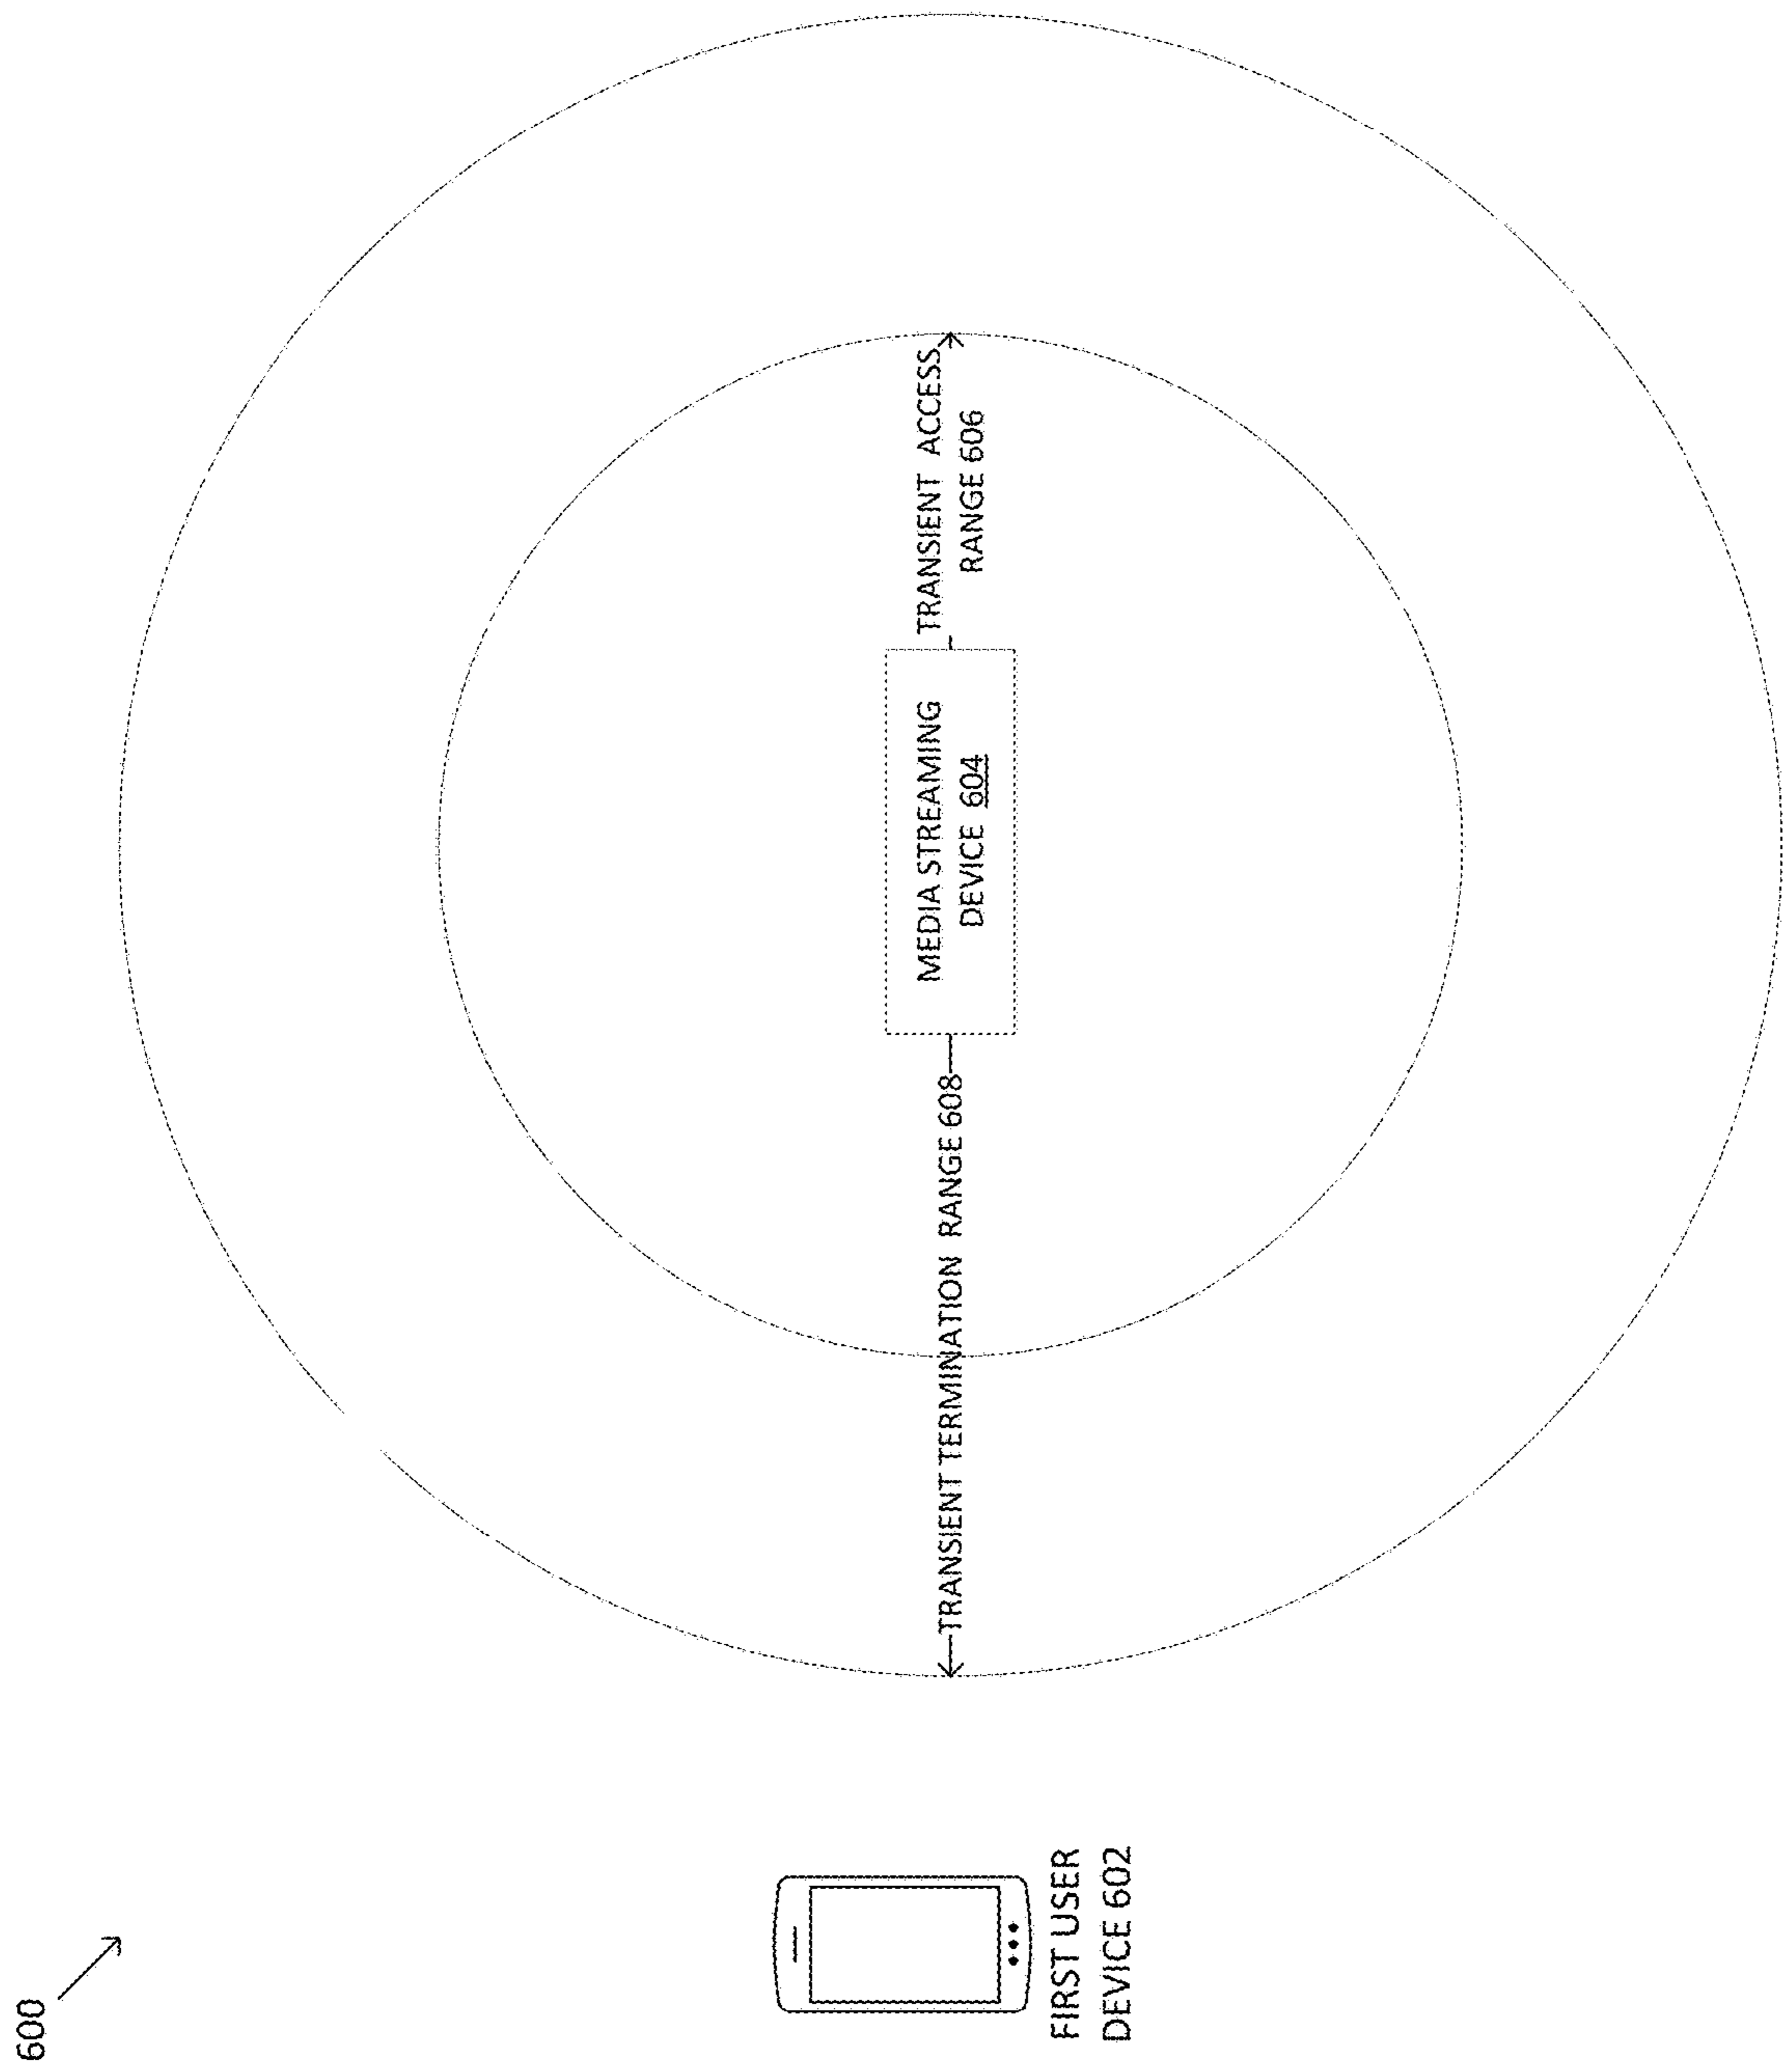 600
FIRST USER
DEVICE 602
TRANSIENT TERMINATION RANGE 608
MEDIA STREAMING
DEVICE 604
TRANSIENT ACCESS
RANGE 606